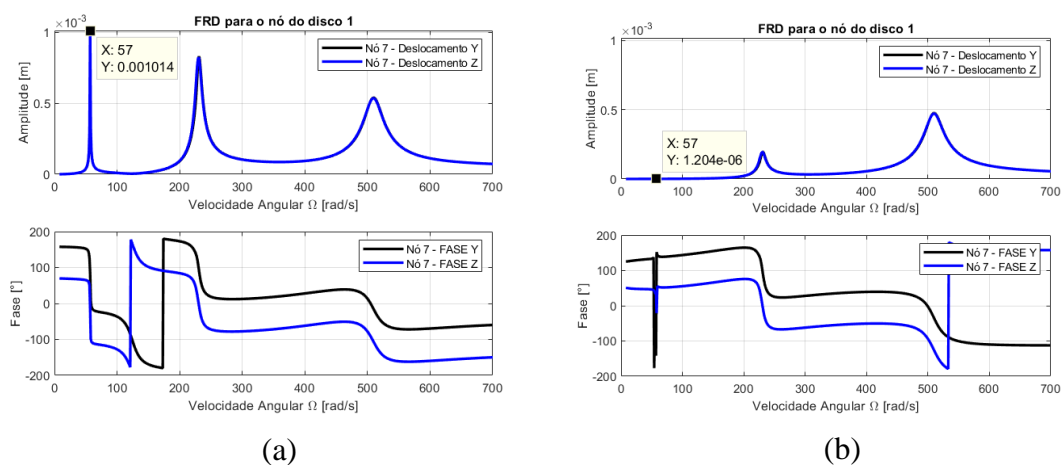 FRD para o nó do disco 1
×10⁻³
1
0.5
0
Amplitude [m]
X: 57
Y: 0.001014
Nó 7 - Deslocamento Y
Nó 7 - Deslocamento Z
0 100 200 300 400 500 600 700
Velocidade Angular Ω [rad/s]
200
100
0
-100
-200
Fase [°]
Nó 7 - FASE Y
Nó 7 - FASE Z
0 100 200 300 400 500 600 700
Velocidade Angular Ω [rad/s]
(a)
FRD para o nó do disco 1
×10⁻³
1
0.5
0
Amplitude [m]
Nó 7 - Deslocamento Y
Nó 7 - Deslocamento Z
X: 57
Y: 1.204e-06
0 100 200 300 400 500 600 700
Velocidade Angular Ω [rad/s]
200
100
0
-100
-200
Fase [°]
Nó 7 - FASE Y
Nó 7 - FASE Z
0 100 200 300 400 500 600 700
Velocidade Angular Ω [rad/s]
(b)